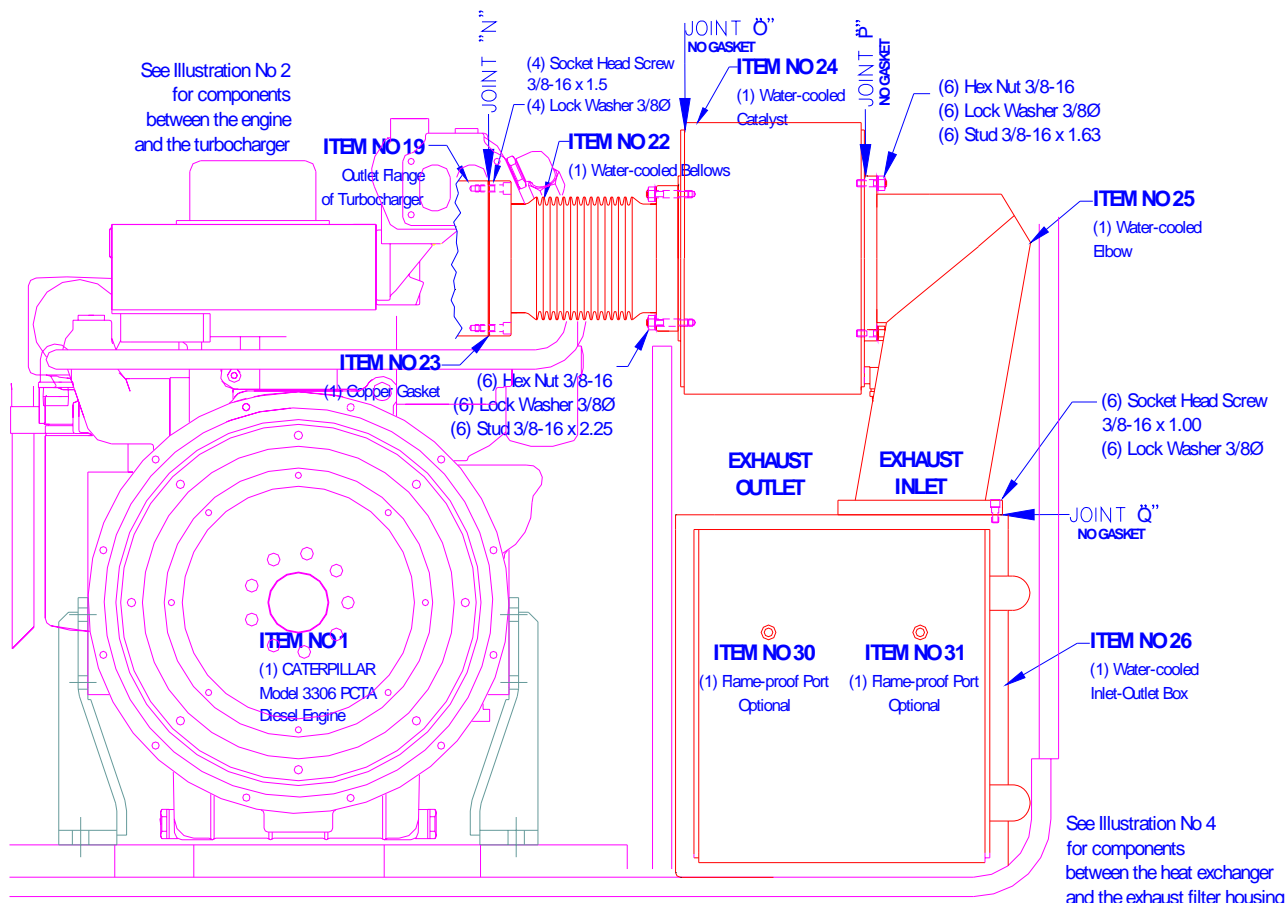 See Illustration No 2
for components
between the engine
and the turbocharger
JOINT "N"
(4) Socket Head Screw
3/8-16 x 1.5
(4) Lock Washer 3/8Ø
JOINT Ö"
NO GASKET
ITEM NO 24
(1) Water-cooled
Catalyst
JOINT P"
NO GASKET
(6) Hex Nut 3/8-16
(6) Lock Washer 3/8Ø
(6) Stud 3/8-16 x 1.63
ITEM NO 19
Outlet Flange
of Turbocharger
ITEM NO 22
(1) Water-cooled Bellows
ITEM NO 25
(1) Water-cooled
Elbow
ITEM NO 23
(1) Copper Gasket
(6) Hex Nut 3/8-16
(6) Lock Washer 3/8Ø
(6) Stud 3/8-16 x 2.25
(6) Socket Head Screw
3/8-16 x 1.00
(6) Lock Washer 3/8Ø
EXHAUST
OUTLET
EXHAUST
INLET
JOINT Q"
NO GASKET
ITEM NO 1
(1) CATERPILLAR
Model 3306 PCTA
Diesel Engine
ITEM NO 30
(1) Flame-proof Port
Optional
ITEM NO 31
(1) Flame-proof Port
Optional
ITEM NO 26
(1) Water-cooled
Inlet-Outlet Box
See Illustration No 4
for components
between the heat exchanger
and the exhaust filter housing